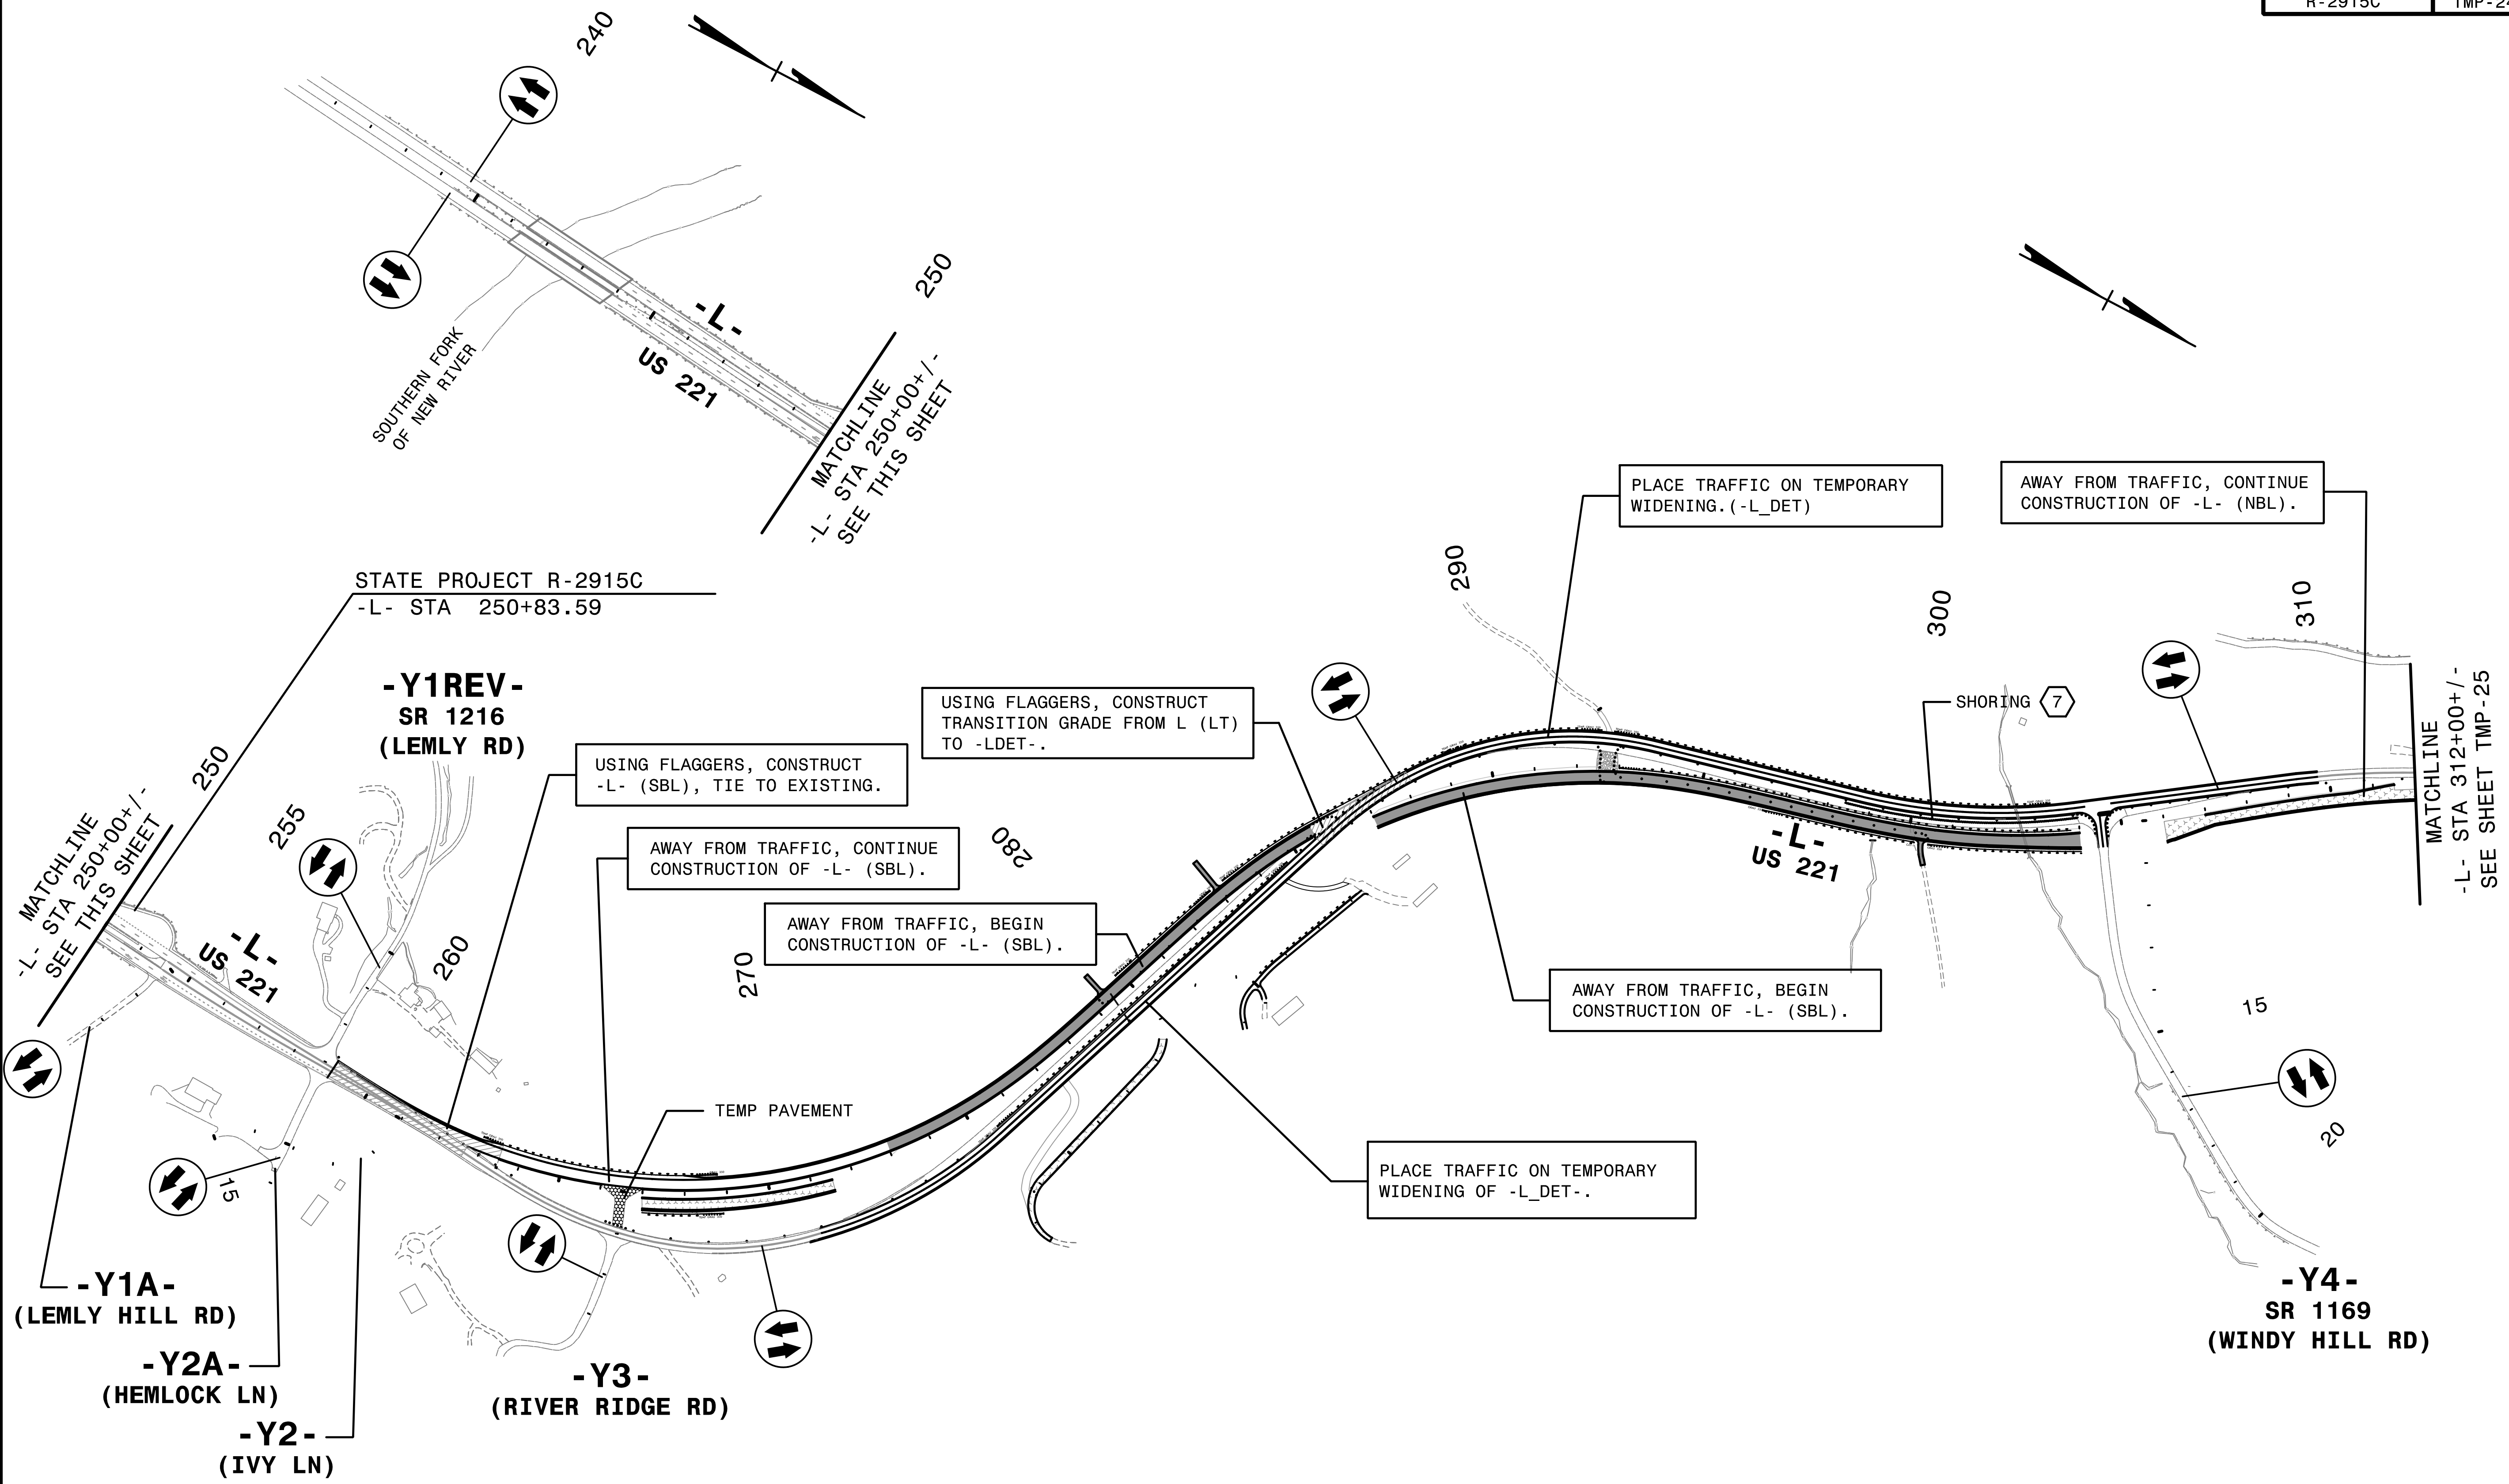 R-2915C
TMP-24
240
-L-
US 221
SOUTHERN FORK
OF NEW RIVER
250
MATCHLINE
-L- STA 250+00+/-
SEE THIS SHEET
STATE PROJECT R-2915C
-L- STA 250+83.59
-Y1REV-
SR 1216
(LEMLY RD)
MATCHLINE
-L- STA 250+00+/-
SEE THIS SHEET
250
255
260
-L-
US 221
USING FLAGGERS, CONSTRUCT
-L- (SBL), TIE TO EXISTING.
AWAY FROM TRAFFIC, CONTINUE
CONSTRUCTION OF -L- (SBL).
AWAY FROM TRAFFIC, BEGIN
CONSTRUCTION OF -L- (SBL).
270
280
USING FLAGGERS, CONSTRUCT
TRANSITION GRADE FROM L (LT)
TO -LDET-.
PLACE TRAFFIC ON TEMPORARY
WIDENING.(-L_DET)
AWAY FROM TRAFFIC, CONTINUE
CONSTRUCTION OF -L- (NBL).
290
300
310
SHORING 7
MATCHLINE
-L- STA 312+00+/-
SEE SHEET TMP-25
-L-
US 221
AWAY FROM TRAFFIC, BEGIN
CONSTRUCTION OF -L- (SBL).
TEMP PAVEMENT
PLACE TRAFFIC ON TEMPORARY
WIDENING OF -L_DET-.
15
15
20
-Y1A-
(LEMLY HILL RD)
-Y2A-
(HEMLOCK LN)
-Y2-
(IVY LN)
-Y3-
(RIVER RIDGE RD)
-Y4-
SR 1169
(WINDY HILL RD)